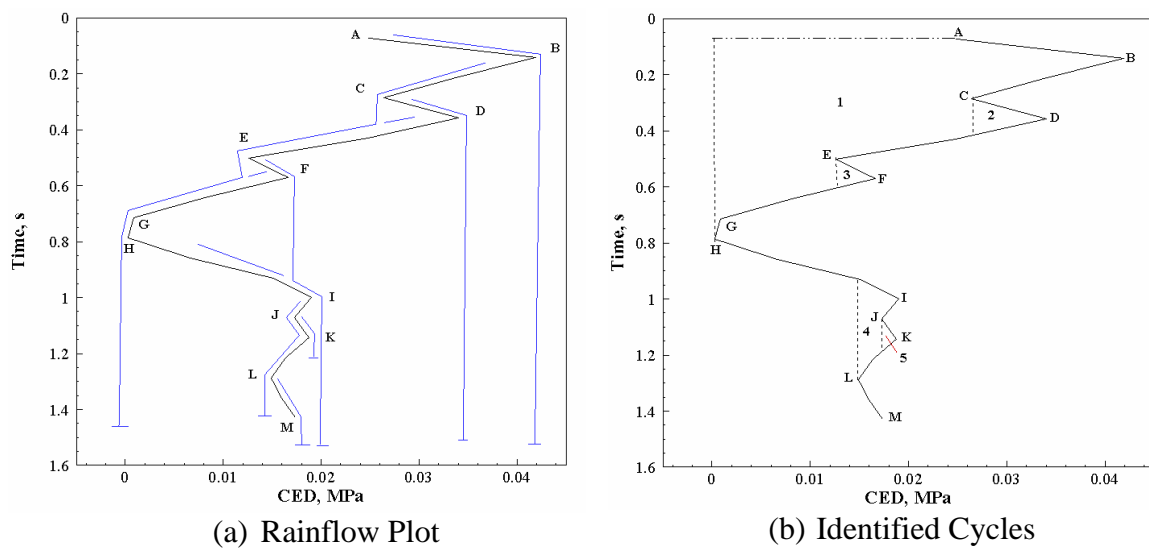 0
0.2
0.4
0.6
0.8
1
1.2
1.4
1.6
Time, s
A
B
C
D
E
F
G
H
I
J
K
L
M
0 0.01 0.02 0.03 0.04
CED, MPa
(a) Rainflow Plot
0
0.2
0.4
0.6
0.8
1
1.2
1.4
1.6
Time, s
A
B
C
1
2
D
E
3
F
G
H
I
J
4
K
5
L
M
0 0.01 0.02 0.03 0.04
CED, MPa
(b) Identified Cycles